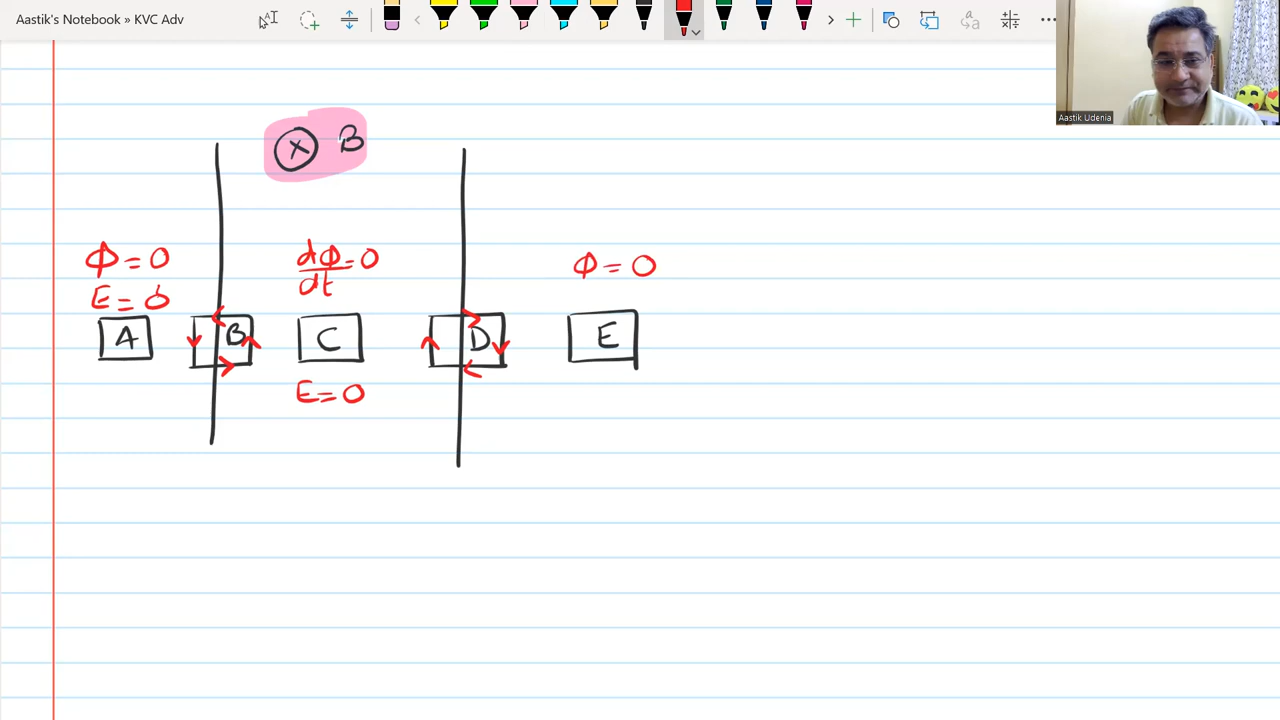 Aastik's Notebook » KVC Adv
Aastik Udenia
ⓧ B
Φ = 0
E = 0
dΦ/dt = 0
Φ = 0
A
B
C
D
E
E = 0